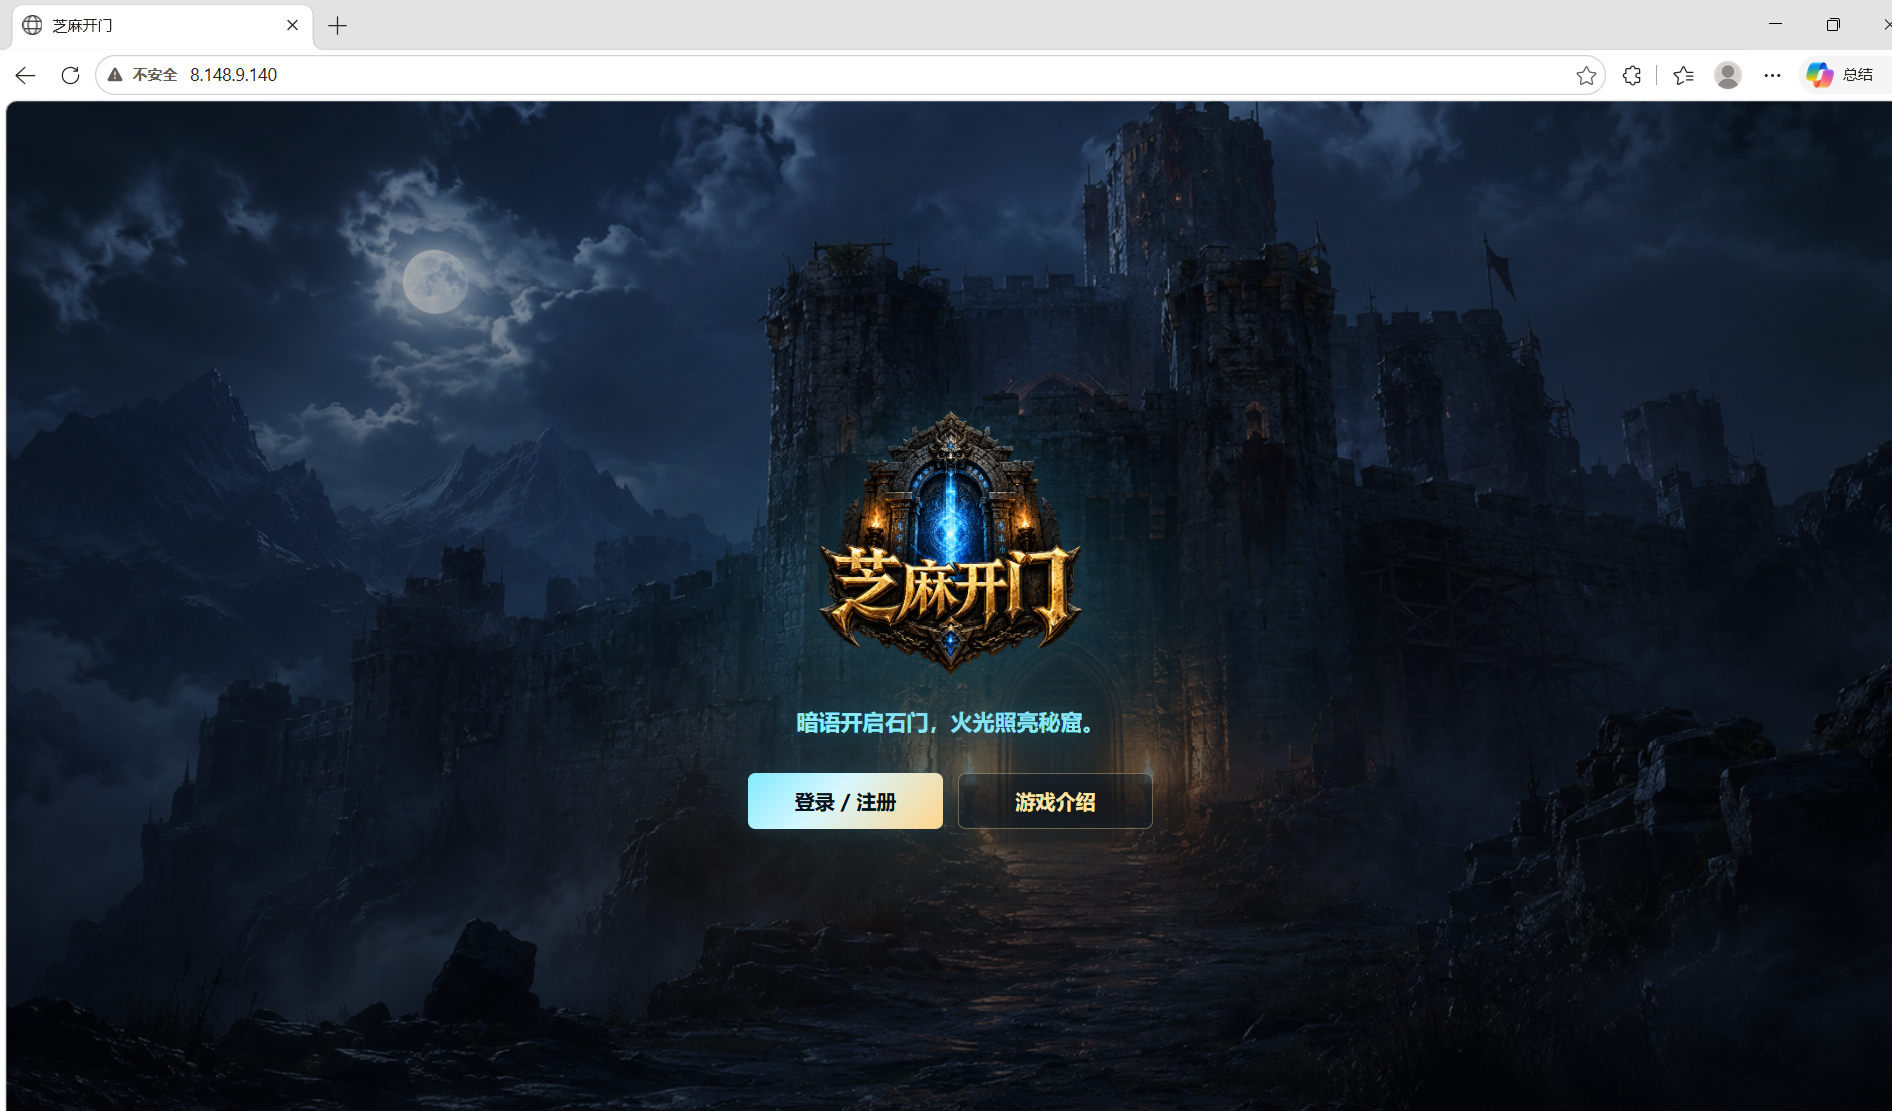 芝麻开门
不安全 8.148.9.140
总结
芝麻开门
暗语开启石门，火光照亮秘窟。
登录 / 注册
游戏介绍